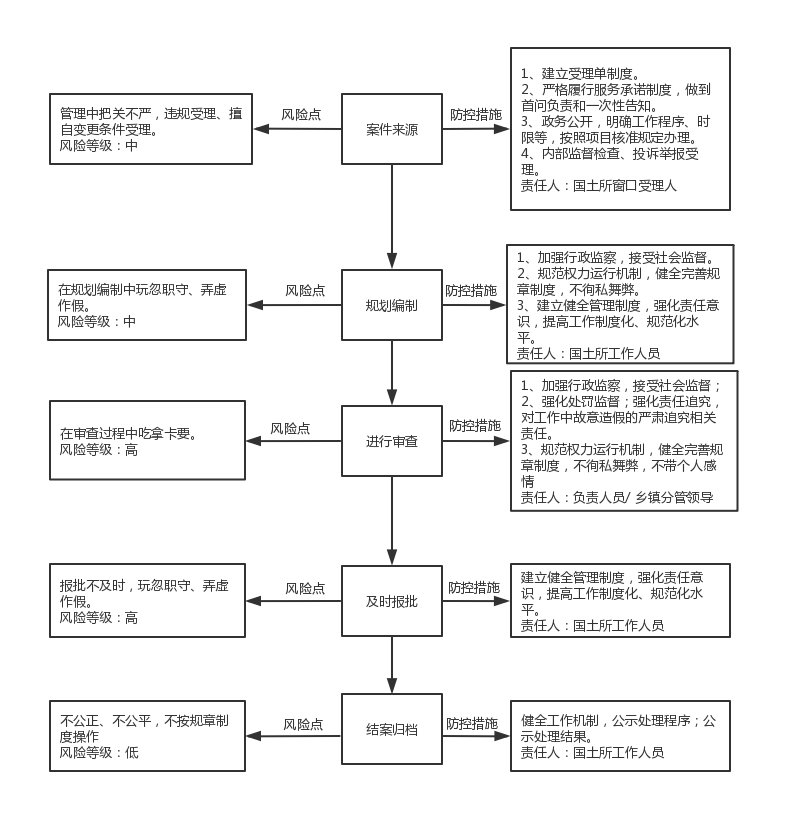 管理中把关不严，违规受理、擅
自变更条件受理。
风险等级：中
风险点
案件来源
防控措施
1、建立受理单制度。
2、严格履行服务承诺制度，做到
首问负责和一次性告知。
3、政务公开，明确工作程序、时
限等，按照项目核准规定办理。
4、内部监督检查、投诉举报受
理。
责任人：国土所窗口受理人
在规划编制中玩忽职守、弄虚
作假。
风险等级：中
风险点
规划编制
防控措施
1、加强行政监察，接受社会监督。
2、规范权力运行机制，健全完善规
章制度，不徇私舞弊。
3、建立健全管理制度，强化责任意
识，提高工作制度化、规范化水
平。
责任人：国土所工作人员
在审查过程中吃拿卡要。
风险等级：高
风险点
进行审查
防控措施
1、加强行政监察，接受社会监督；
2、强化处罚监督；强化责任追究，
对工作中故意造假的严肃追究相关
责任。
3、规范权力运行机制，健全完善规
章制度，不徇私舞弊，不带个人感
情
责任人：负责人员/ 乡镇分管领导
报批不及时，玩忽职守、弄虚
作假。
风险等级：高
风险点
及时报批
防控措施
建立健全管理制度，强化责任意
识，提高工作制度化、规范化水
平。
责任人：国土所工作人员
不公正、不公平，不按规章制
度操作
风险等级：低
风险点
结案归档
防控措施
健全工作机制，公示处理程序；公
示处理结果。
责任人：国土所工作人员